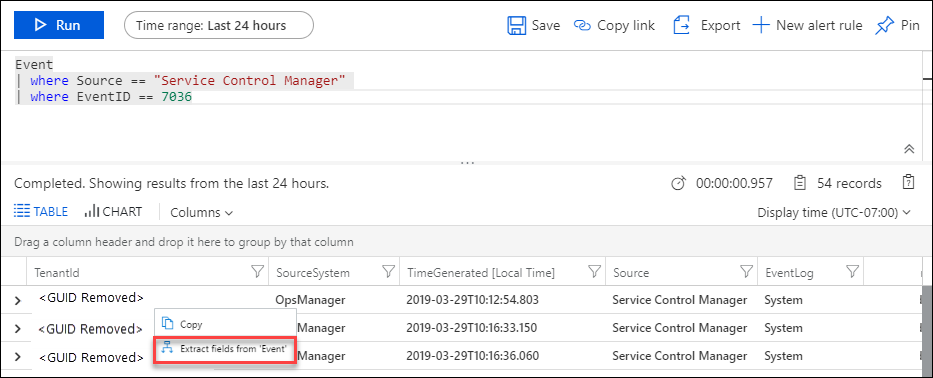 Run Time range: Last 24 hours Save Copy link Export New alert rule Pin
Event
| where Source == "Service Control Manager"
| where EventID == 7036
...
Completed. Showing results from the last 24 hours. 00:00:00.957 54 records
TABLE CHART Columns Display time (UTC-07:00)
Drag a column header and drop it here to group by that column
TenantId SourceSystem TimeGenerated [Local Time] Source EventLog
<GUID Removed> OpsManager 2019-03-29T10:12:54.803 Service Control Manager System
<GUID Removed> Manager 2019-03-29T10:16:33.150 Service Control Manager System
<GUID Removed> Manager 2019-03-29T10:16:36.060 Service Control Manager System
Copy
Extract fields from 'Event'